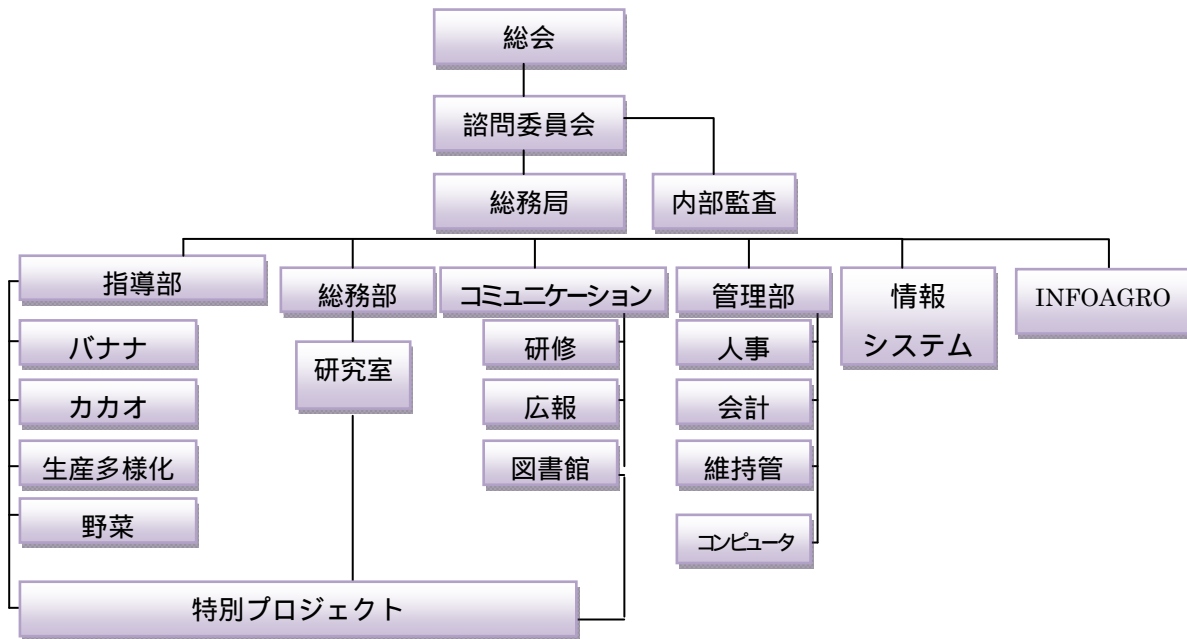 総会
諮問委員会
総務局
内部監査
指導部
総務部
コミュニケーション
管理部
情報
システム
INFOAGRO
バナナ
研究室
研修
人事
カカオ
広報
会計
生産多様化
図書館
維持管
野菜
コンピュータ
特別プロジェクト